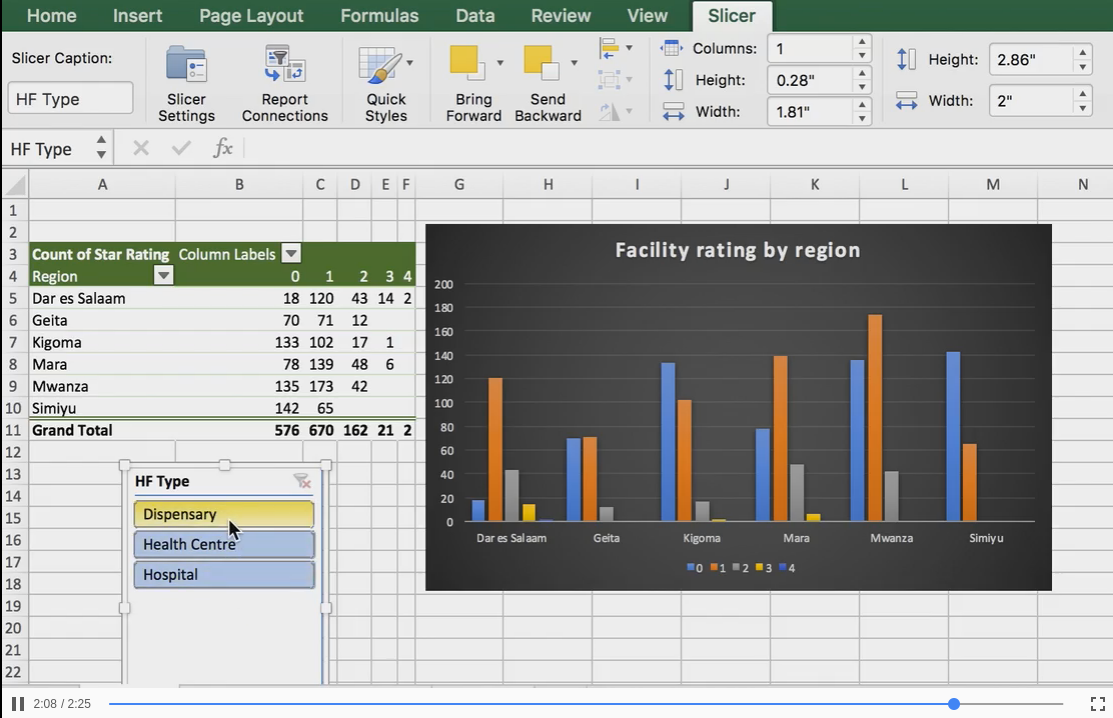 Home Insert Page Layout Formulas Data Review View Slicer
Slicer Caption:
HF Type
Slicer Settings
Report Connections
Quick Styles
Bring Forward
Send Backward
Columns: 1
Height: 0.28"
Width: 1.81"
Height: 2.86"
Width: 2"
HF Type fx
A B C D E F G H I J K L M N
1
2
3 Count of Star Rating Column Labels
4 Region 0 1 2 3 4
5 Dar es Salaam 18 120 43 14 2
6 Geita 70 71 12
7 Kigoma 133 102 17 1
8 Mara 78 139 48 6
9 Mwanza 135 173 42
10 Simiyu 142 65
11 Grand Total 576 670 162 21 2
12
13
14
15
16
17
18
19
20
21
22
HF Type
Dispensary
Health Centre
Hospital
Facility rating by region
200
180
160
140
120
100
80
60
40
20
0
Dar es Salaam Geita Kigoma Mara Mwanza Simiyu
0 1 2 3 4
2:08 / 2:25